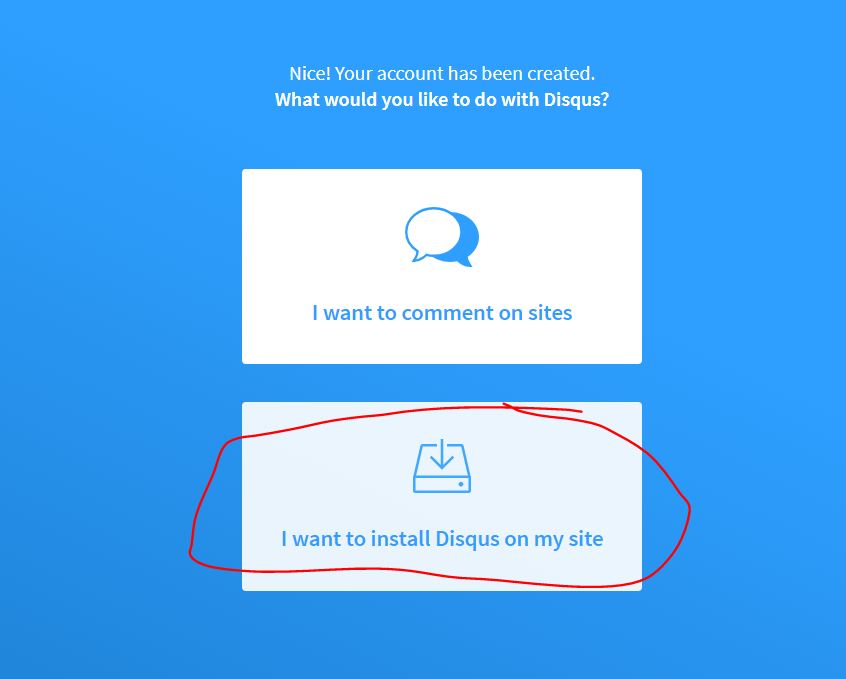 Nice! Your account has been created.
What would you like to do with Disqus?
I want to comment on sites
I want to install Disqus on my site